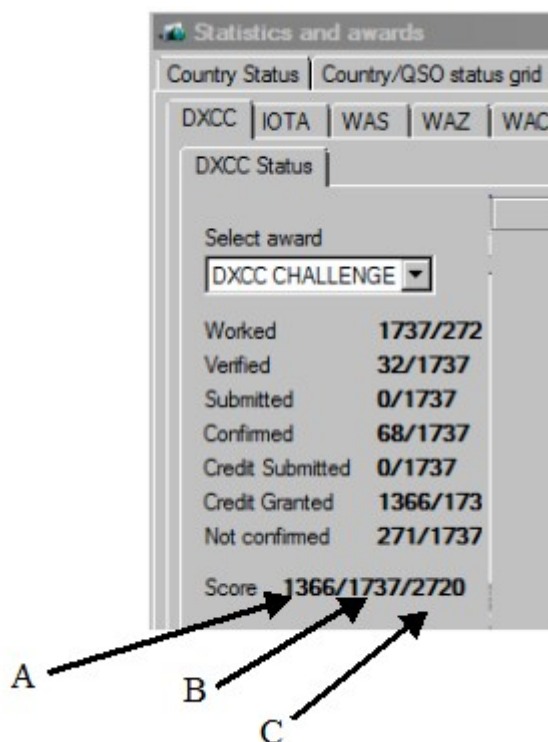 Statistics and awards
Country Status Country/QSO status grid
DXCC IOTA WAS WAZ WAC
DXCC Status
Select award
DXCC CHALLENGE
Worked 1737/272
Verified 32/1737
Submitted 0/1737
Confirmed 68/1737
Credit Submitted 0/1737
Credit Granted 1366/173
Not confirmed 271/1737
Score 1366/1737/2720
A
B
C